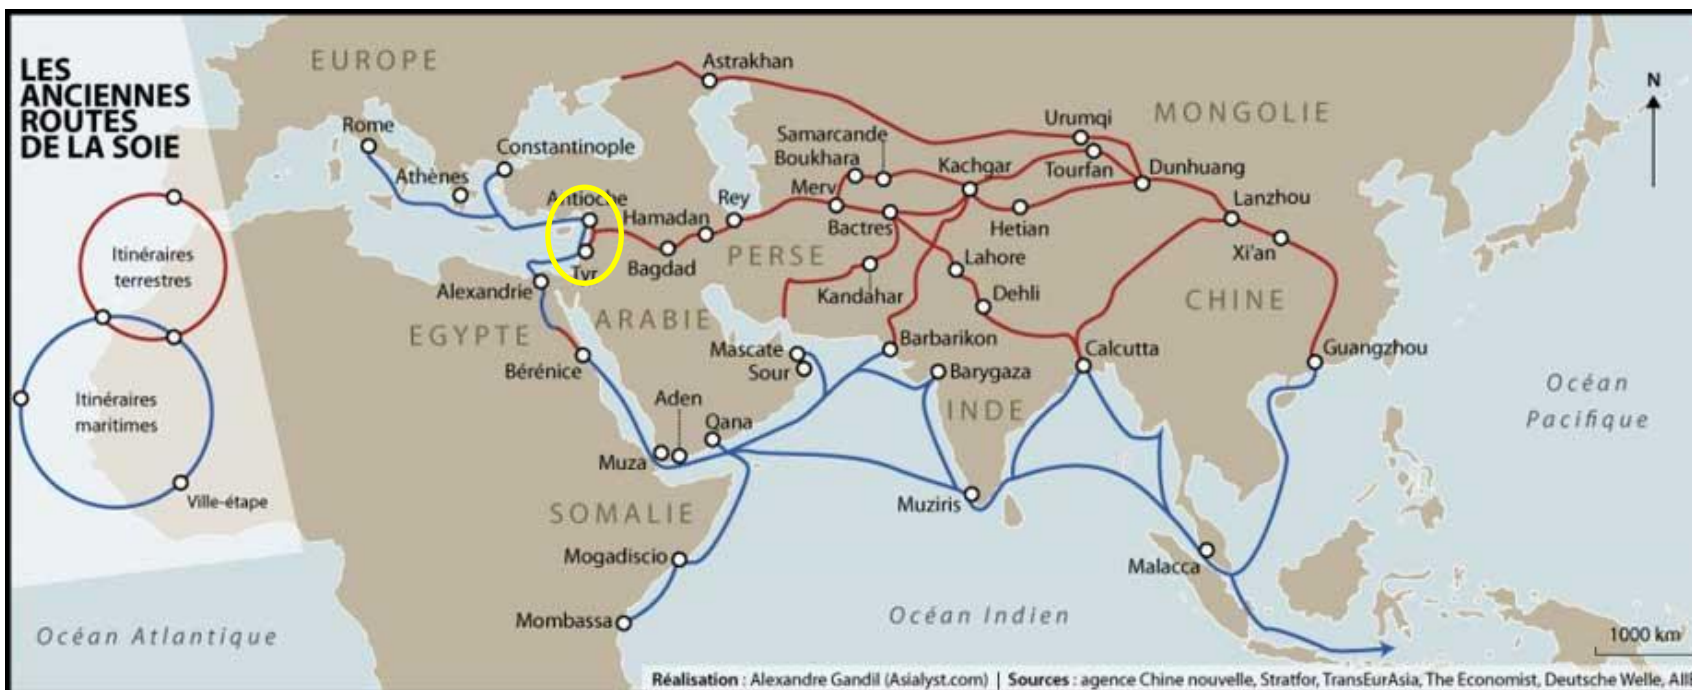 LES
ANCIENNES
ROUTES
DE LA SOIE
Itinéraires
terrestres
Itinéraires
maritimes
Ville-étape
EUROPE
Astrakhan
MONGOLIE
N
Rome
Constantinople
Athènes
Antioche
Tyr
Hamadan
Rey
Bagdad
Merv
Samarcande
Boukhara
Bactres
Kachgar
Urumqi
Tourfan
Hetian
Dunhuang
Lanzhou
Xi'an
PERSE
Kandahar
Lahore
Dehli
CHINE
Alexandrie
EGYPTE
ARABIE
Bérénice
Mascate
Sour
Barbarikon
Barygaza
INDE
Calcutta
Guangzhou
Océan
Pacifique
Aden
Qana
Muza
Muziris
SOMALIE
Mogadiscio
Mombassa
Malacca
Océan Indien
Océan Atlantique
1000 km
Réalisation : Alexandre Gandil (Asialyst.com) | Sources : agence Chine nouvelle, Stratfor, TransEurAsia, The Economist, Deutsche Welle,